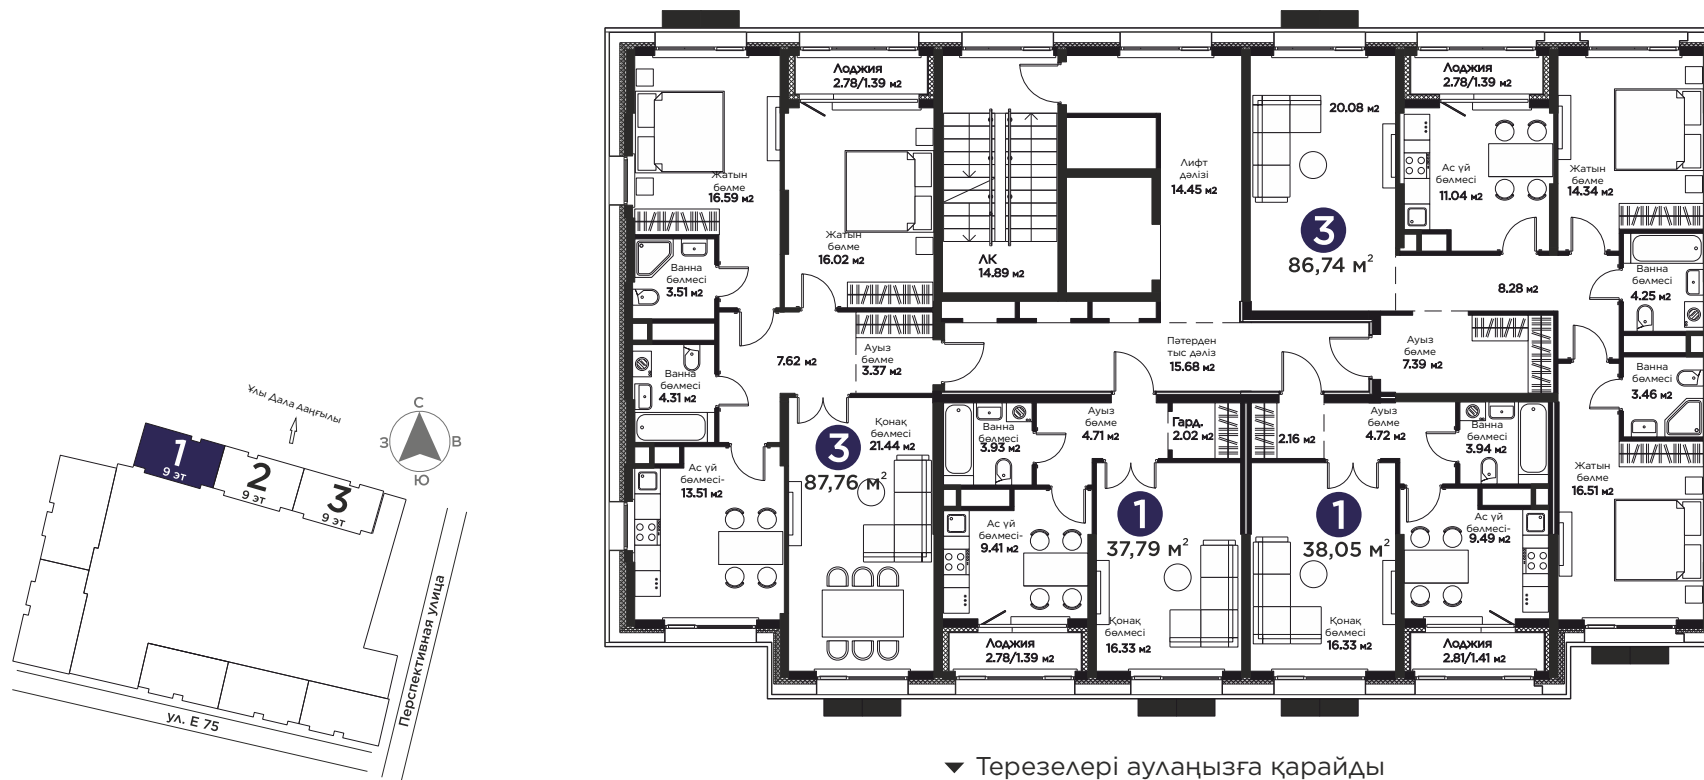 Ұлы Дала даңғылы
С
З
В
Ю
1
9 эт
2
9 эт
3
9 эт
ул. Е 75
Перспективная улица
Лоджия
2.78/1.39 м2
Жатын
бөлме
16.59 м2
Жатын
бөлме
16.02 м2
Ванна
бөлмесі
3.51 м2
Ванна
бөлмесі
4.31 м2
7.62 м2
Ауыз
бөлме
3.37 м2
Қонақ
бөлмесі
21.44 м2
3
87,76 м²
Ас үй
бөлмесі-
13.51 м2
ЛК
14.89 м2
Лифт
дәлізі
14.45 м2
Пәтерден
тыс дәліз
15.68 м2
20.08 м2
3
86,74 м²
Лоджия
2.78/1.39 м2
Ас үй
бөлмесі
11.04 м2
Жатын
бөлме
14.34 м2
8.28 м2
Ванна
бөлмесі
4.25 м2
Ауыз
бөлме
7.39 м2
Ванна
бөлмесі
3.46 м2
Жатын
бөлме
16.51 м2
Ванна
бөлмесі
3.93 м2
Ауыз
бөлме
4.71 м2
Гард.
2.02 м2
Ас үй
бөлмесі-
9.41 м2
1
37,79 м²
Қонақ
бөлмесі
16.33 м2
Лоджия
2.78/1.39 м2
2.16 м2
Ауыз
бөлме
4.72 м2
Ванна
бөлмесі
3.94 м2
1
38,05 м²
Ас үй
бөлмесі-
9.49 м2
Қонақ
бөлмесі
16.33 м2
Лоджия
2.81/1.41 м2
Терезелері аулаңызға қарайды